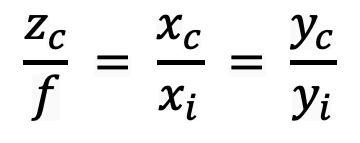 z_c / f = x_c / x_i = y_c / y_i